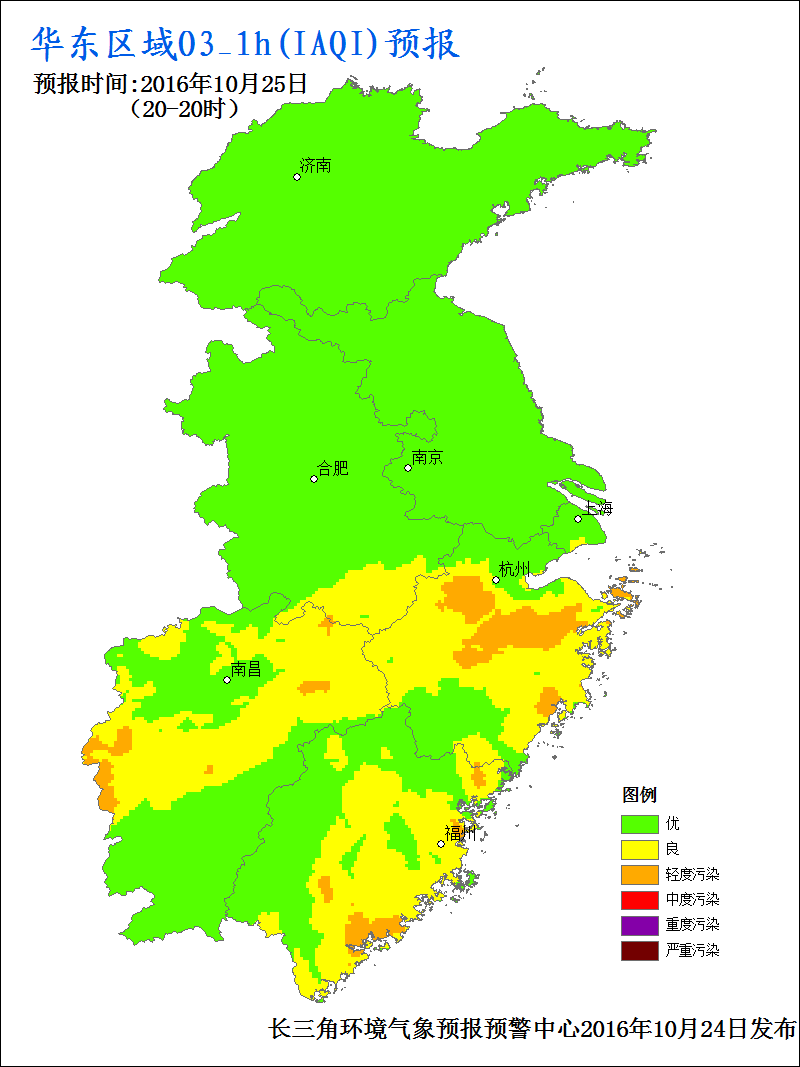 华东区域O3_1h(IAQI)预报
预报时间:2016年10月25日
（20-20时）
济南
南京
合肥
上海
杭州
南昌
福州
图例
优
良
轻度污染
中度污染
重度污染
严重污染
长三角环境气象预报预警中心2016年10月24日发布